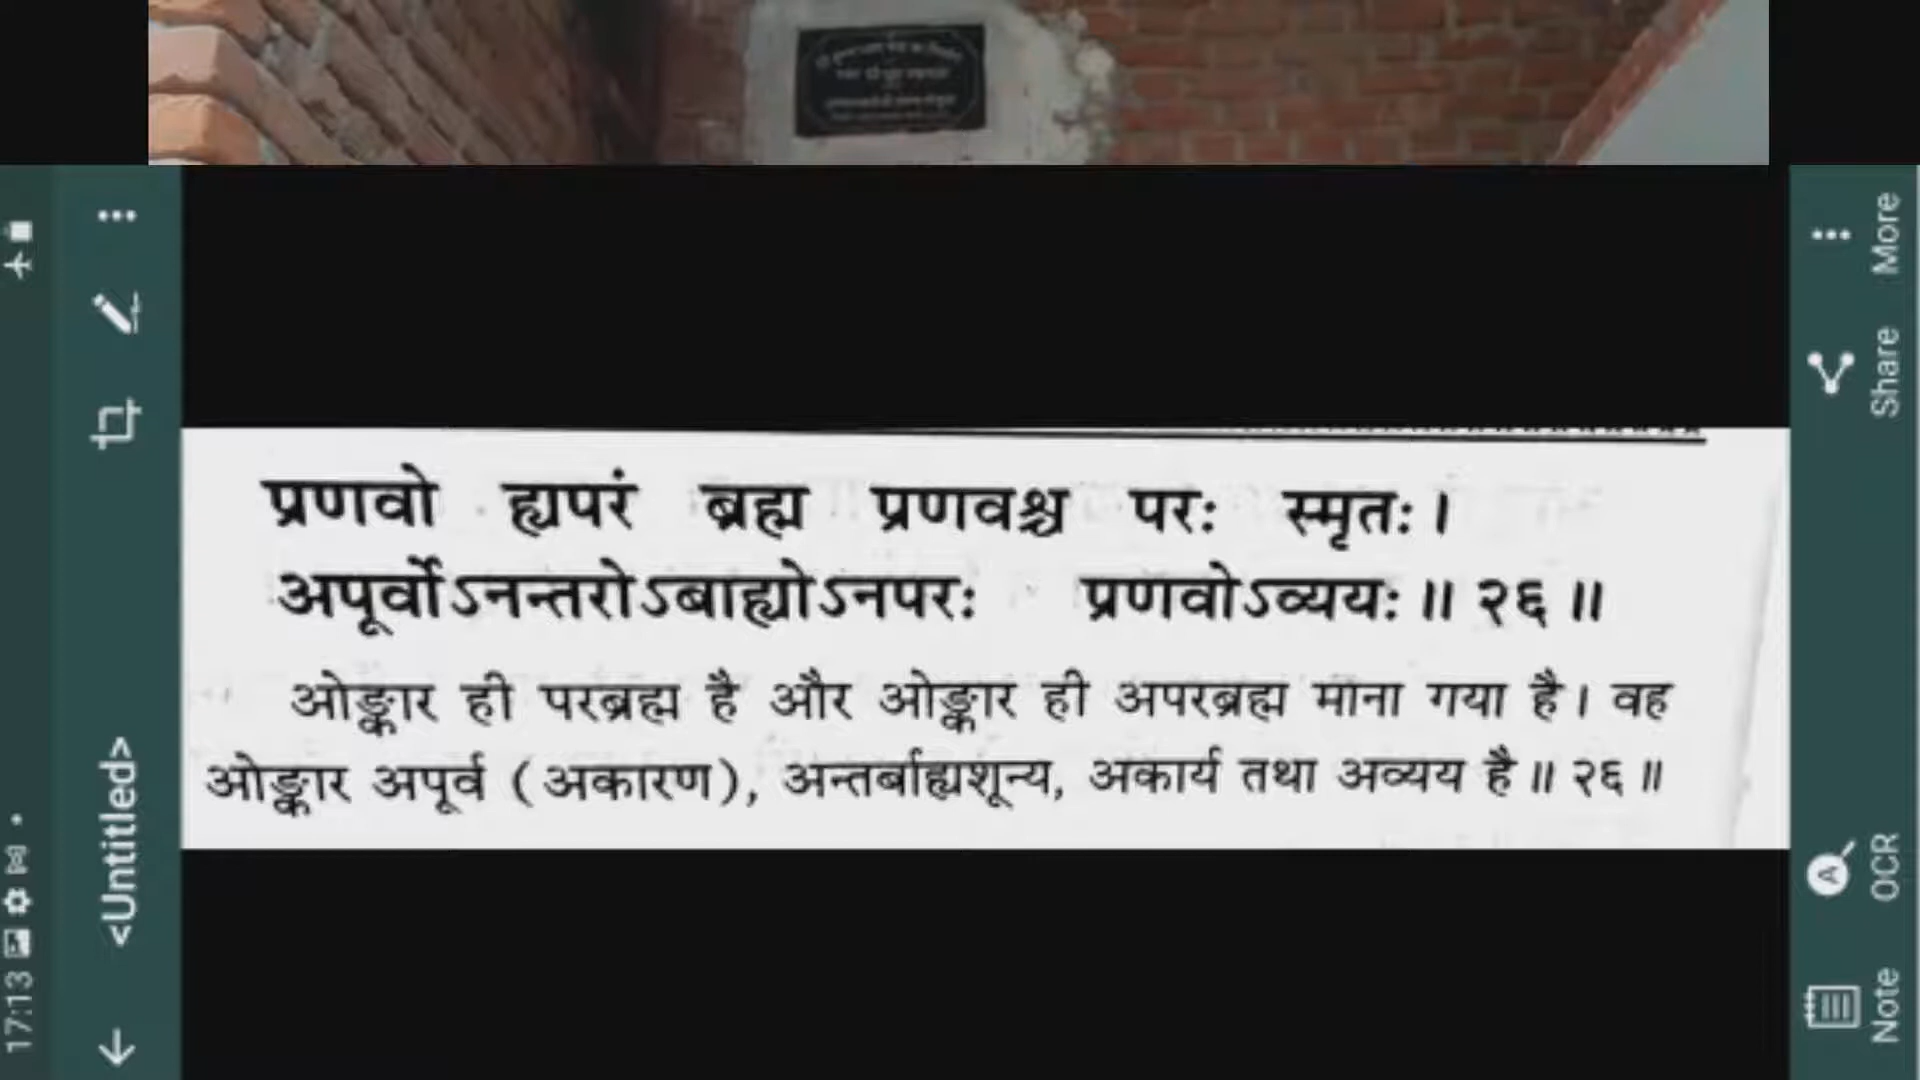 प्रणवो ह्यपरं ब्रह्म प्रणवश्च परः स्मृतः।
अपूर्वोऽनन्तरोऽबाह्योऽनपरः प्रणवोऽव्ययः॥ २६॥
ओङ्कार ही परब्रह्म है और ओङ्कार ही अपरब्रह्म माना गया है। वह
ओङ्कार अपूर्व (अकारण), अन्तर्बाह्यशून्य, अकार्य तथा अव्यय है॥ २६॥
17:13
<Untitled>
More
Share
OCR
Note